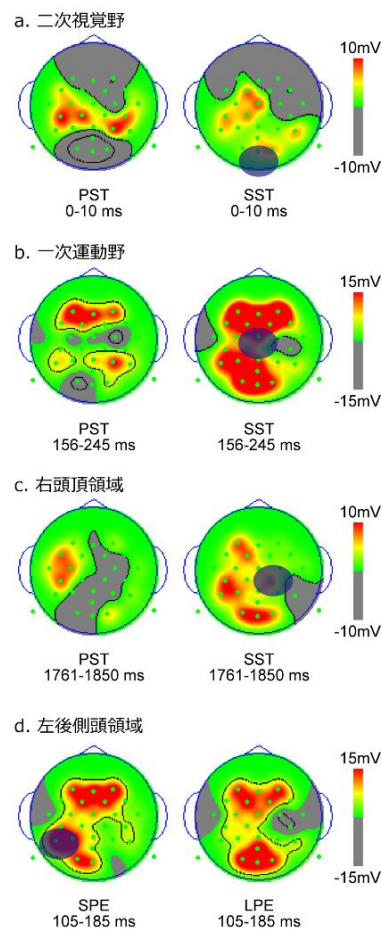 a. 二次視覚野
10mV
-10mV
PST
0-10 ms
SST
0-10 ms
b. 一次運動野
15mV
-15mV
PST
156-245 ms
SST
156-245 ms
c. 右頭頂領域
10mV
-10mV
PST
1761-1850 ms
SST
1761-1850 ms
d. 左後側頭領域
15mV
-15mV
SPE
105-185 ms
LPE
105-185 ms